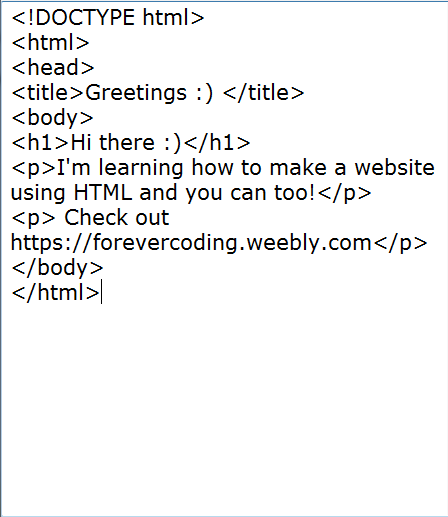 <!DOCTYPE html>
<html>
<head>
<title>Greetings :) </title>
<body>
<h1>Hi there :)</h1>
<p>I'm learning how to make a website
using HTML and you can too!</p>
<p> Check out
https://forevercoding.weebly.com</p>
</body>
</html>